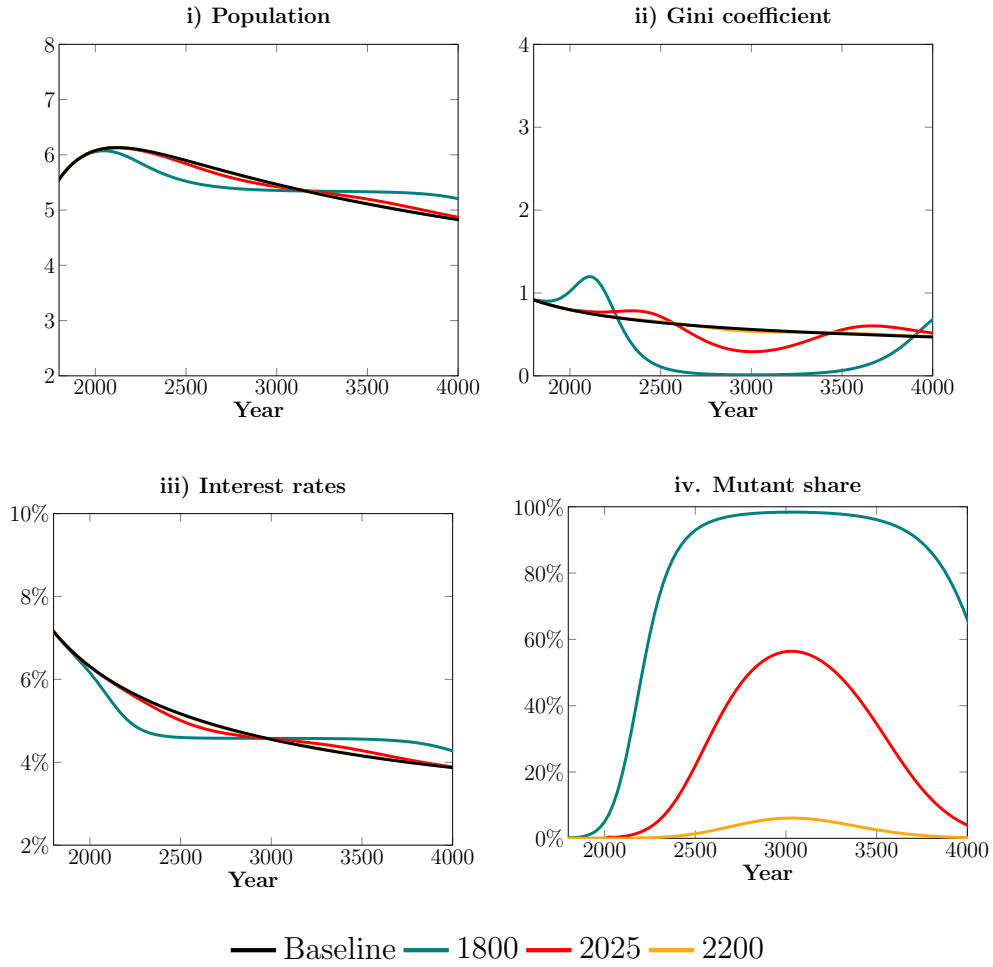 i) Population
8
7
6
5
4
3
2
2000 2500 3000 3500 4000
Year
ii) Gini coefficient
4
3
2
1
0
2000 2500 3000 3500 4000
Year
iii) Interest rates
10%
8%
6%
4%
2%
2000 2500 3000 3500 4000
Year
iv. Mutant share
100%
80%
60%
40%
20%
0%
2000 2500 3000 3500 4000
Year
Baseline 1800 2025 2200